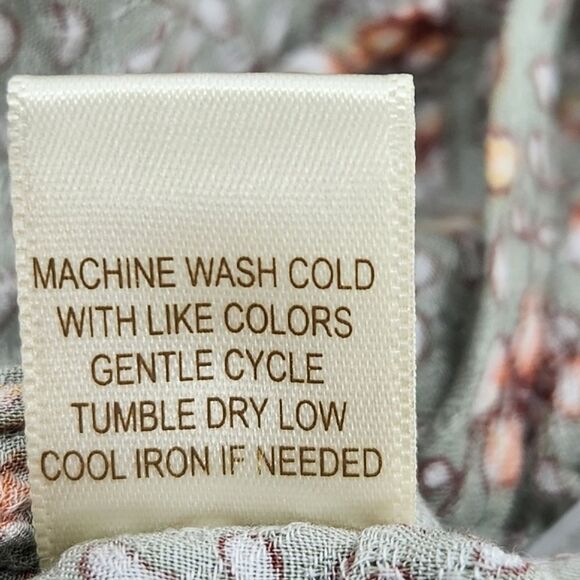 MACHINE WASH COLD
WITH LIKE COLORS
GENTLE CYCLE
TUMBLE DRY LOW
COOL IRON IF NEEDED